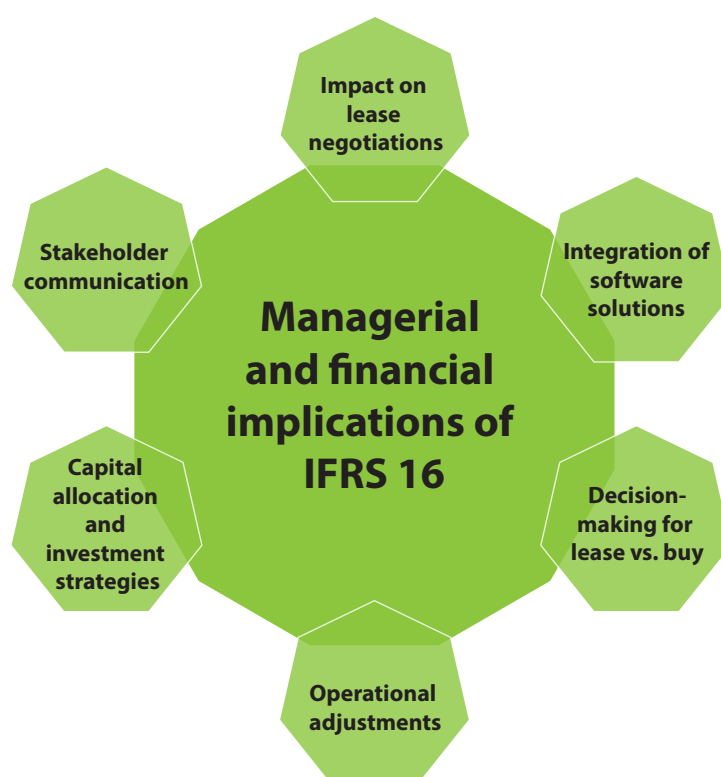 Impact on
lease
negotiations
Stakeholder
communication
Integration of
software
solutions
Managerial
and financial
implications of
IFRS 16
Capital
allocation
and
investment
strategies
Decision-
making for
lease vs. buy
Operational
adjustments